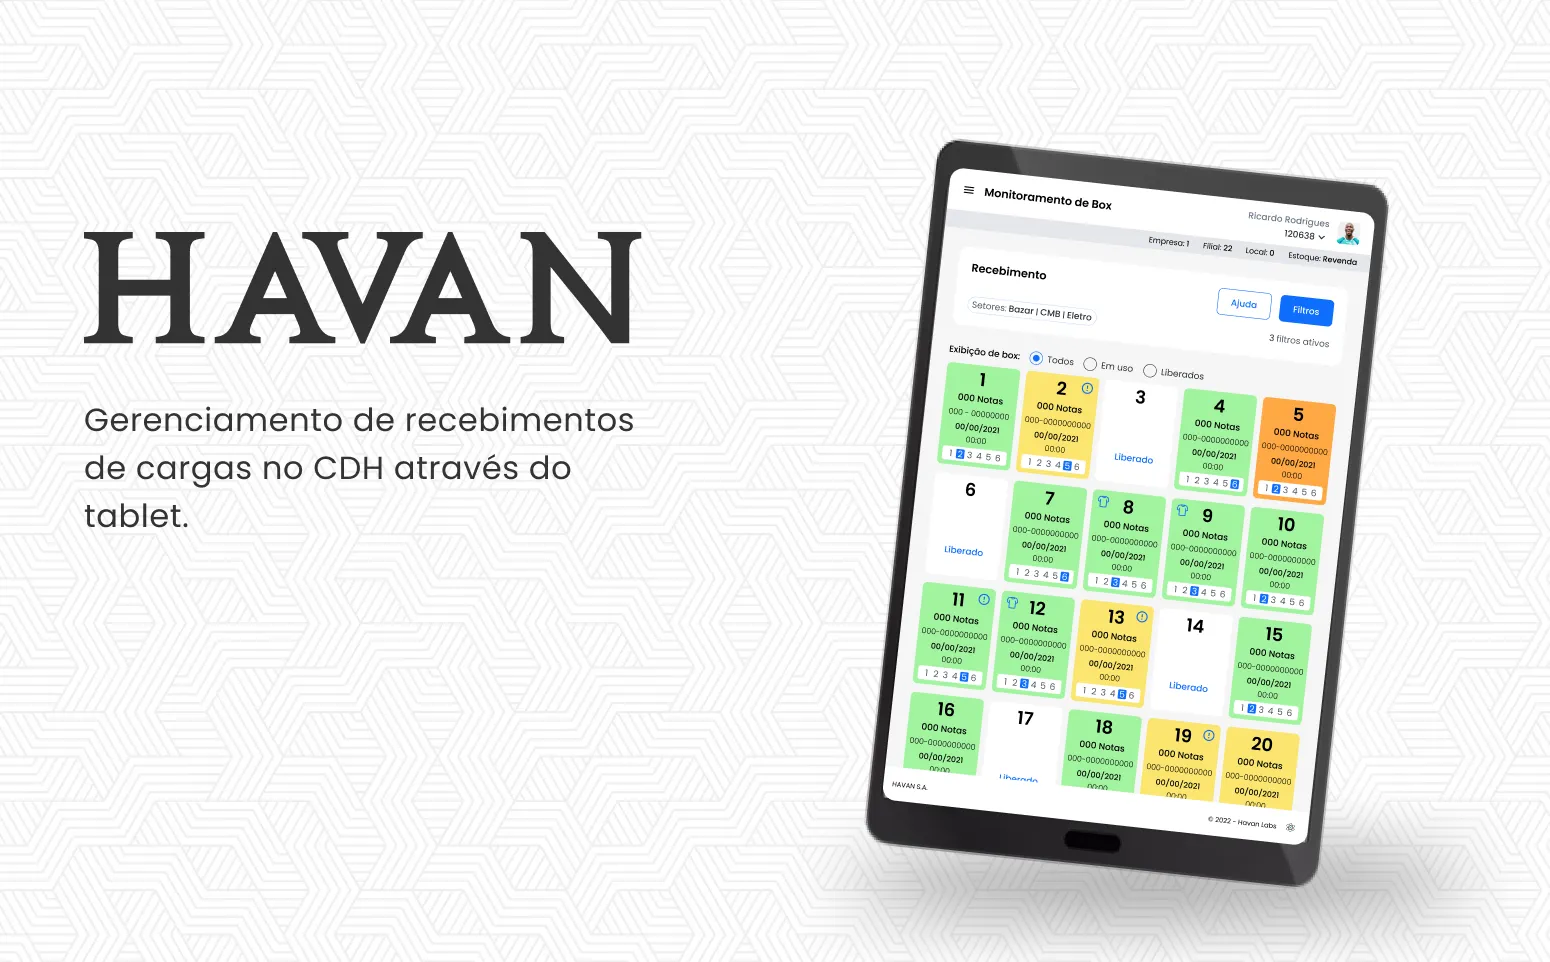 HAVAN
Gerenciamento de recebimentos
de cargas no CDH através do
tablet.
Monitoramento de Box
Ricardo Rodrigues
120638
Empresa: 1 Filial: 22 Local: 0 Estoque: Revenda
Recebimento
Ajuda
Filtros
Setores: Bazar | CMB | Eletro
3 filtros ativos
Exibição de box: Todos Em uso Liberados
1
000 Notas
000 - 00000000
00/00/2021
00:00
1 2 3 4 5 6
2
000 Notas
000-0000000000
00/00/2021
00:00
1 2 3 4 5 6
3
Liberado
4
000 Notas
000-0000000000
00/00/2021
00:00
1 2 3 4 5 6
5
000 Notas
000-0000000000
00/00/2021
00:00
1 2 3 4 5 6
6
Liberado
7
000 Notas
000-0000000000
00/00/2021
00:00
1 2 3 4 5 6
8
000 Notas
000-0000000000
00/00/2021
00:00
1 2 3 4 5 6
9
000 Notas
000-0000000000
00/00/2021
00:00
1 2 3 4 5 6
10
000 Notas
000-0000000000
00/00/2021
00:00
1 2 3 4 5 6
11
000 Notas
000-0000000000
00/00/2021
00:00
1 2 3 4 5 6
12
000 Notas
000-0000000000
00/00/2021
00:00
1 2 3 4 5 6
13
000 Notas
000-0000000000
00/00/2021
00:00
1 2 3 4 5 6
14
Liberado
15
000 Notas
000-0000000000
00/00/2021
00:00
1 2 3 4 5 6
16
000 Notas
000-0000000000
00/00/2021
00:00
17
Liberado
18
000 Notas
000-0000000000
00/00/2021
00:00
19
000 Notas
000-0000000000
00/00/2021
00:00
20
000 Notas
000-0000000000
00/00/2021
00:00
HAVAN S.A.
© 2022 - Havan Labs